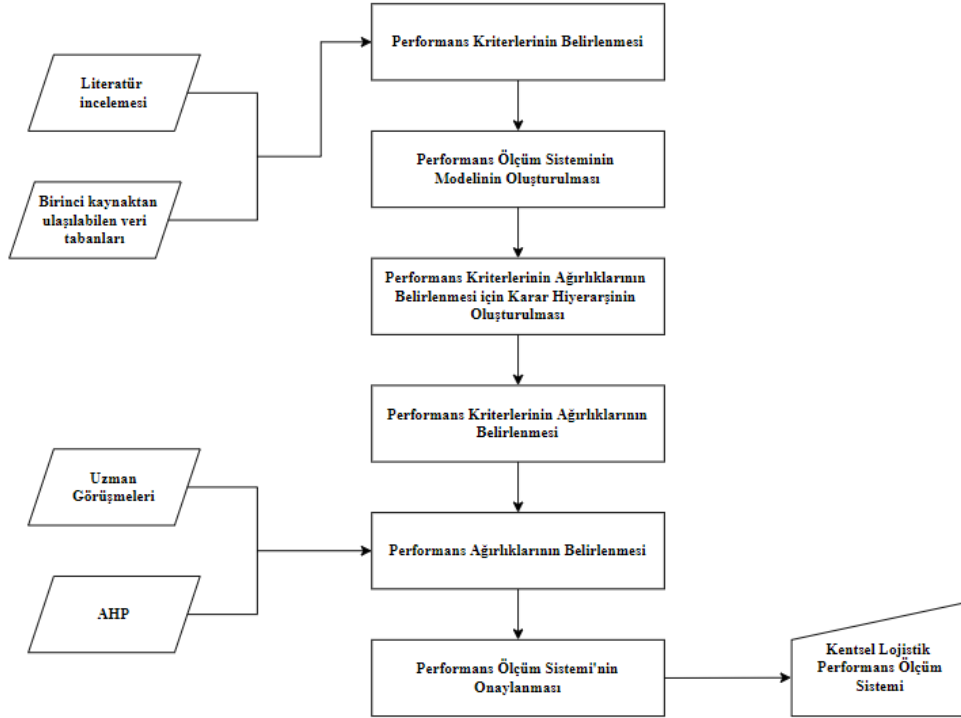 Performans Kriterlerinin Belirlenmesi
Literatür
incelemesi
Birinci kaynaktan
ulaşılabilen veri
tabanları
Performans Ölçüm Sisteminin
Modelinin Oluşturulması
Performans Kriterlerinin Ağırlıklarının
Belirlenmesi için Karar Hiyerarşinin
Oluşturulması
Performans Kriterlerinin Ağırlıklarının
Belirlenmesi
Uzman
Görüşmeleri
AHP
Performans Ağırlıklarının Belirlenmesi
Performans Ölçüm Sistemi'nin
Onaylanması
Kentsel Lojistik
Performans Ölçüm
Sistemi